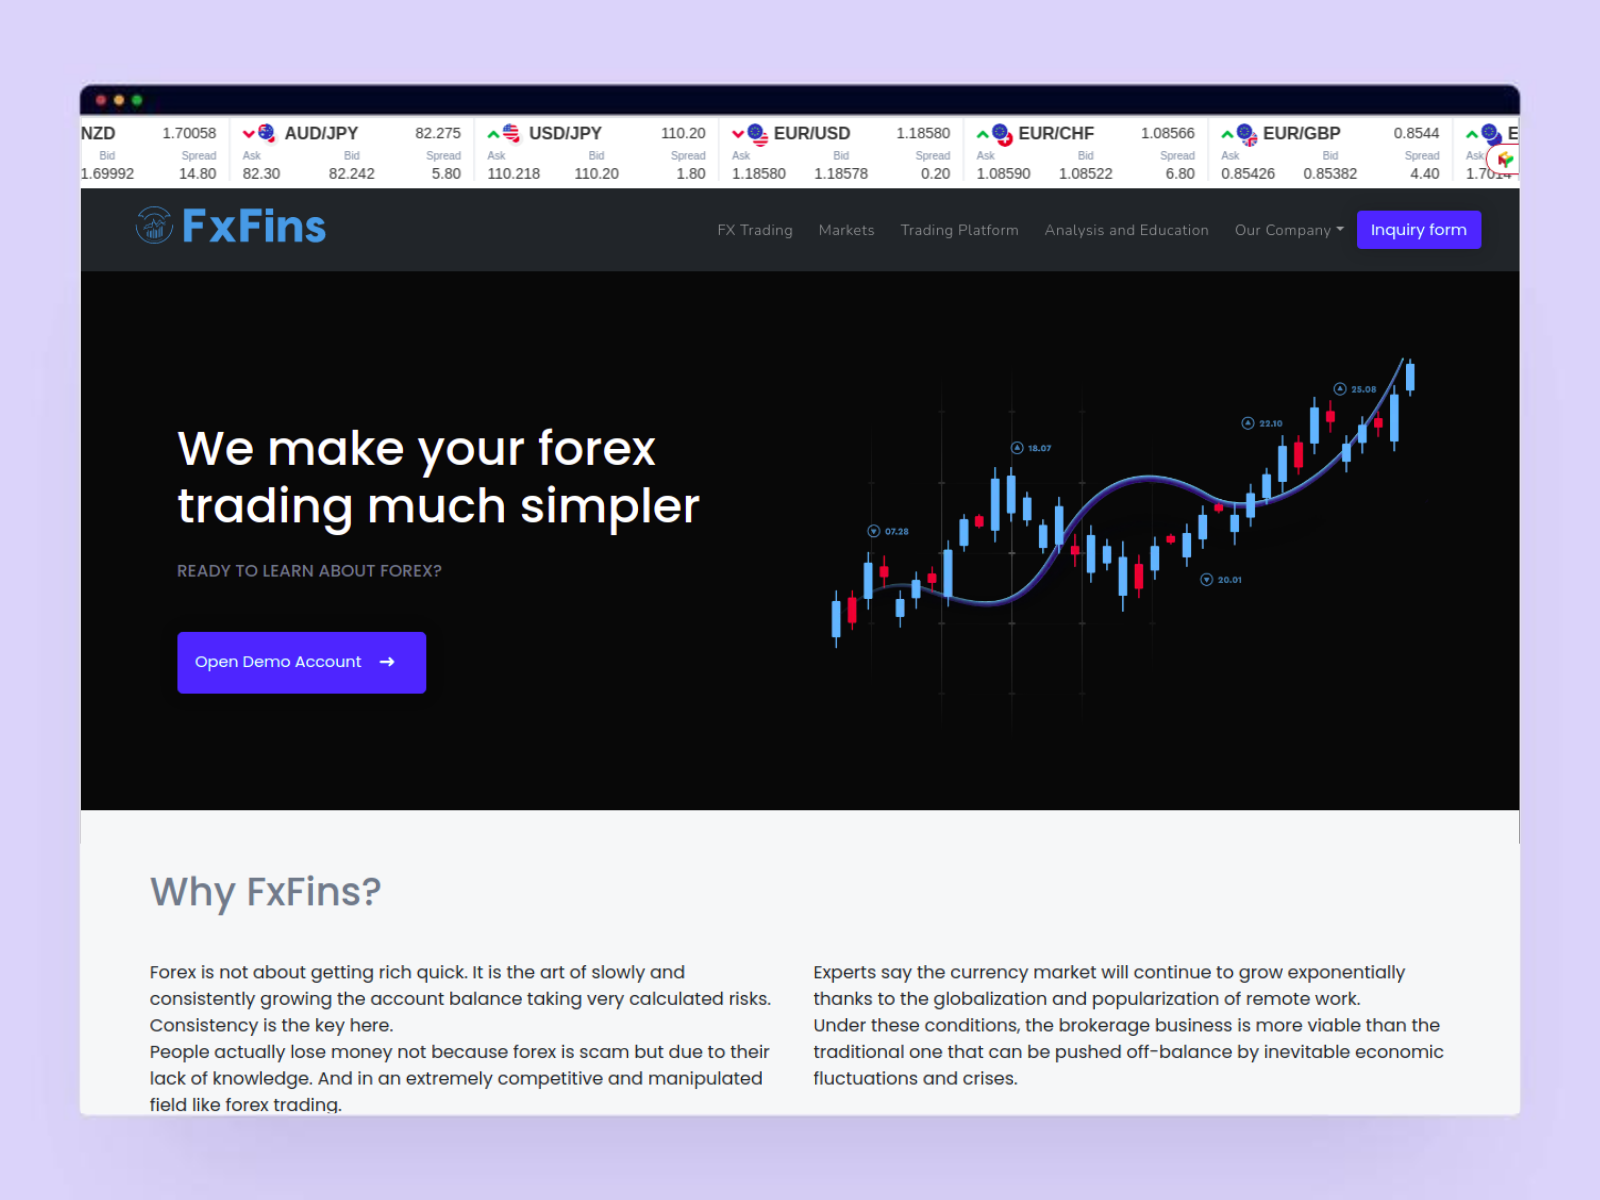 NZD 1.70058 AUD/JPY 82.275 USD/JPY 110.20 EUR/USD 1.18580 EUR/CHF 1.08566 EUR/GBP 0.8544
Bid Spread Ask Bid Spread Ask Bid Spread Ask Bid Spread Ask Bid Spread Ask Bid Spread Ask
1.69992 14.80 82.30 82.242 5.80 110.218 110.20 1.80 1.18580 1.18578 0.20 1.08590 1.08522 6.80 0.85426 0.85382 4.40
FxFins
FX Trading Markets Trading Platform Analysis and Education Our Company Inquiry form
We make your forex
trading much simpler
READY TO LEARN ABOUT FOREX?
Open Demo Account
25.08
22.10
18.07
07.28
20.01
Why FxFins?
Forex is not about getting rich quick. It is the art of slowly and
consistently growing the account balance taking very calculated risks.
Consistency is the key here.
People actually lose money not because forex is scam but due to their
lack of knowledge. And in an extremely competitive and manipulated
field like forex trading.
Experts say the currency market will continue to grow exponentially
thanks to the globalization and popularization of remote work.
Under these conditions, the brokerage business is more viable than the
traditional one that can be pushed off-balance by inevitable economic
fluctuations and crises.